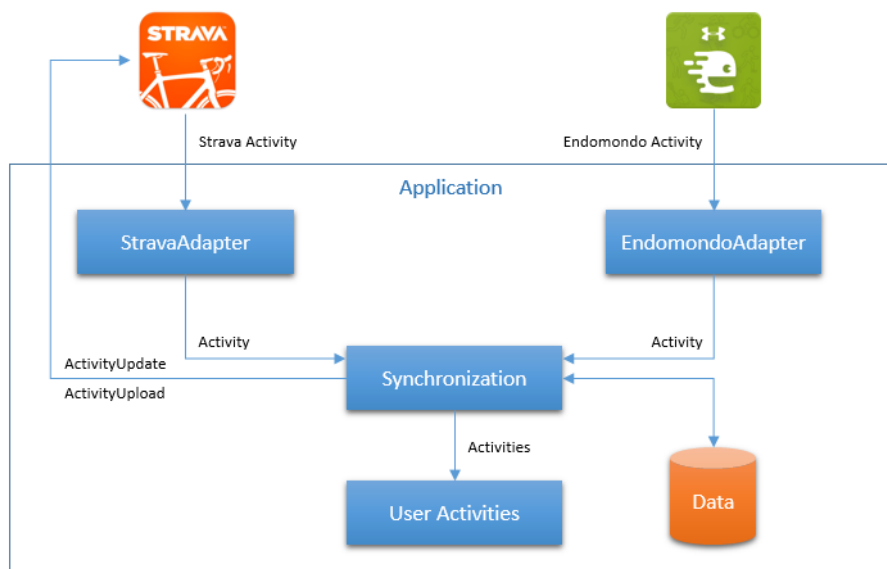 STRAVA
Strava Activity
Endomondo Activity
Application
StravaAdapter
EndomondoAdapter
Activity
Activity
ActivityUpdate
ActivityUpload
Synchronization
Activities
User Activities
Data